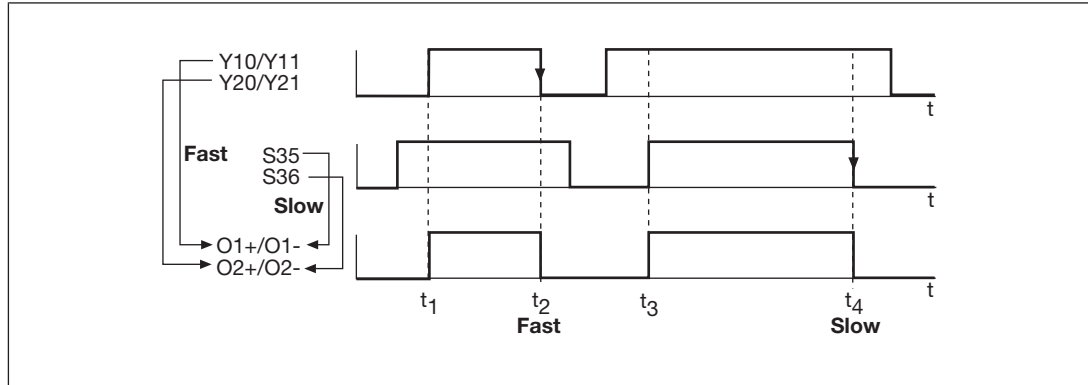 Y10/Y11
Y20/Y21
t
Fast
S35
S36
Slow
t
O1+/O1-
O2+/O2-
t
t1
t2
t3
t4
Fast
Slow